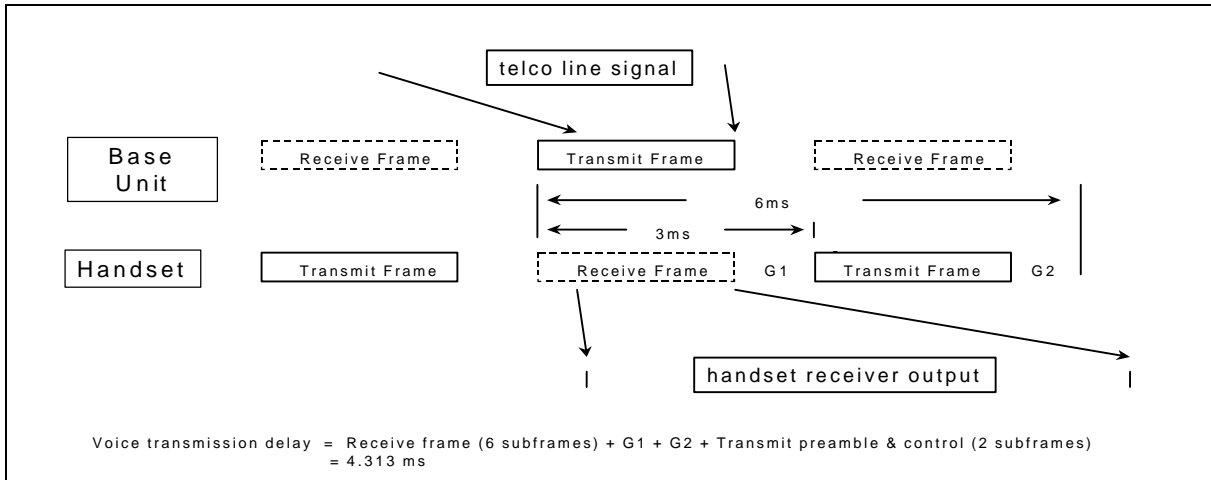 telco line signal
Base
Unit
Receive Frame
Transmit Frame
Receive Frame
6ms
3ms
Handset
Transmit Frame
Receive Frame
G1
Transmit Frame
G2
handset receiver output
Voice transmission delay = Receive frame (6 subframes) + G1 + G2 + Transmit preamble & control (2 subframes)
= 4.313 ms